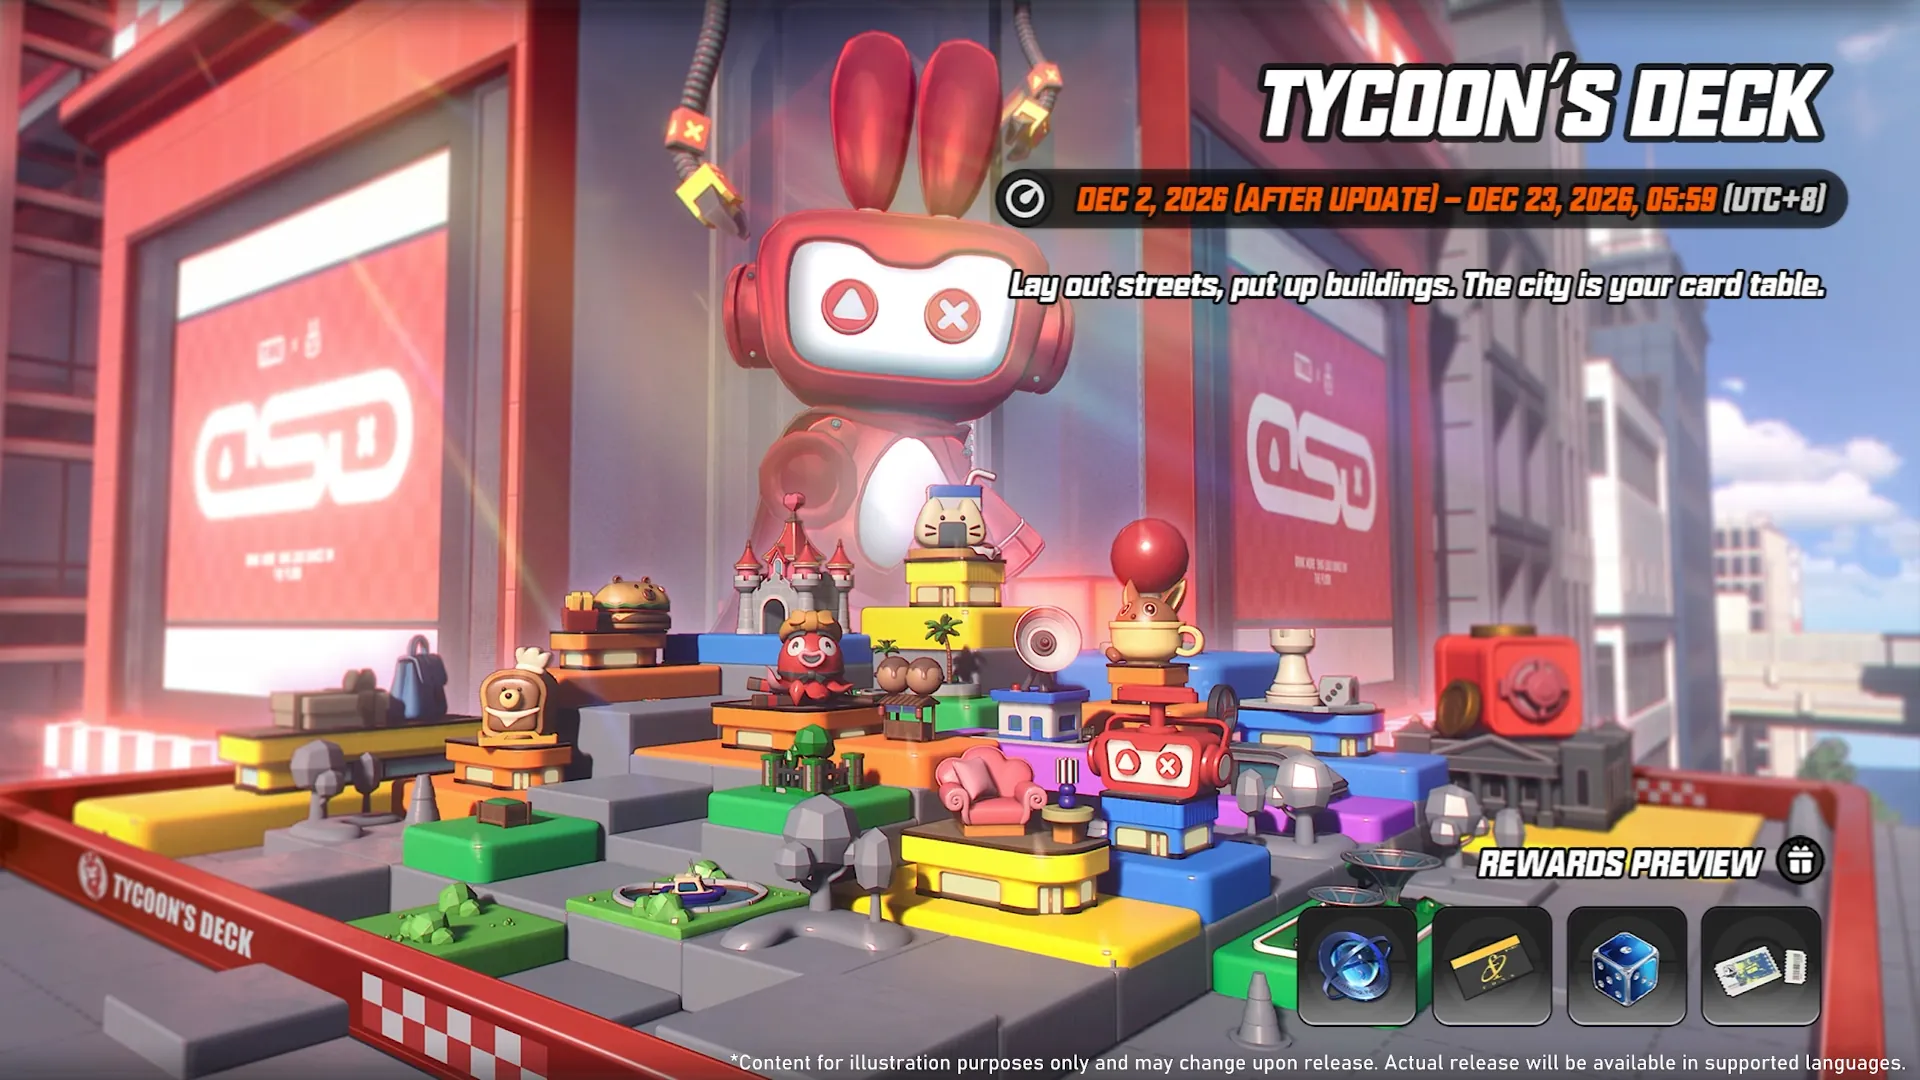 TYCOON'S DECK
DEC 2, 2026 (AFTER UPDATE) – DEC 23, 2026, 05:59 (UTC+8)
Lay out streets, put up buildings. The city is your card table.
TYCOON'S DECK
REWARDS PREVIEW
*Content for illustration purposes only and may change upon release. Actual release will be available in supported languages.